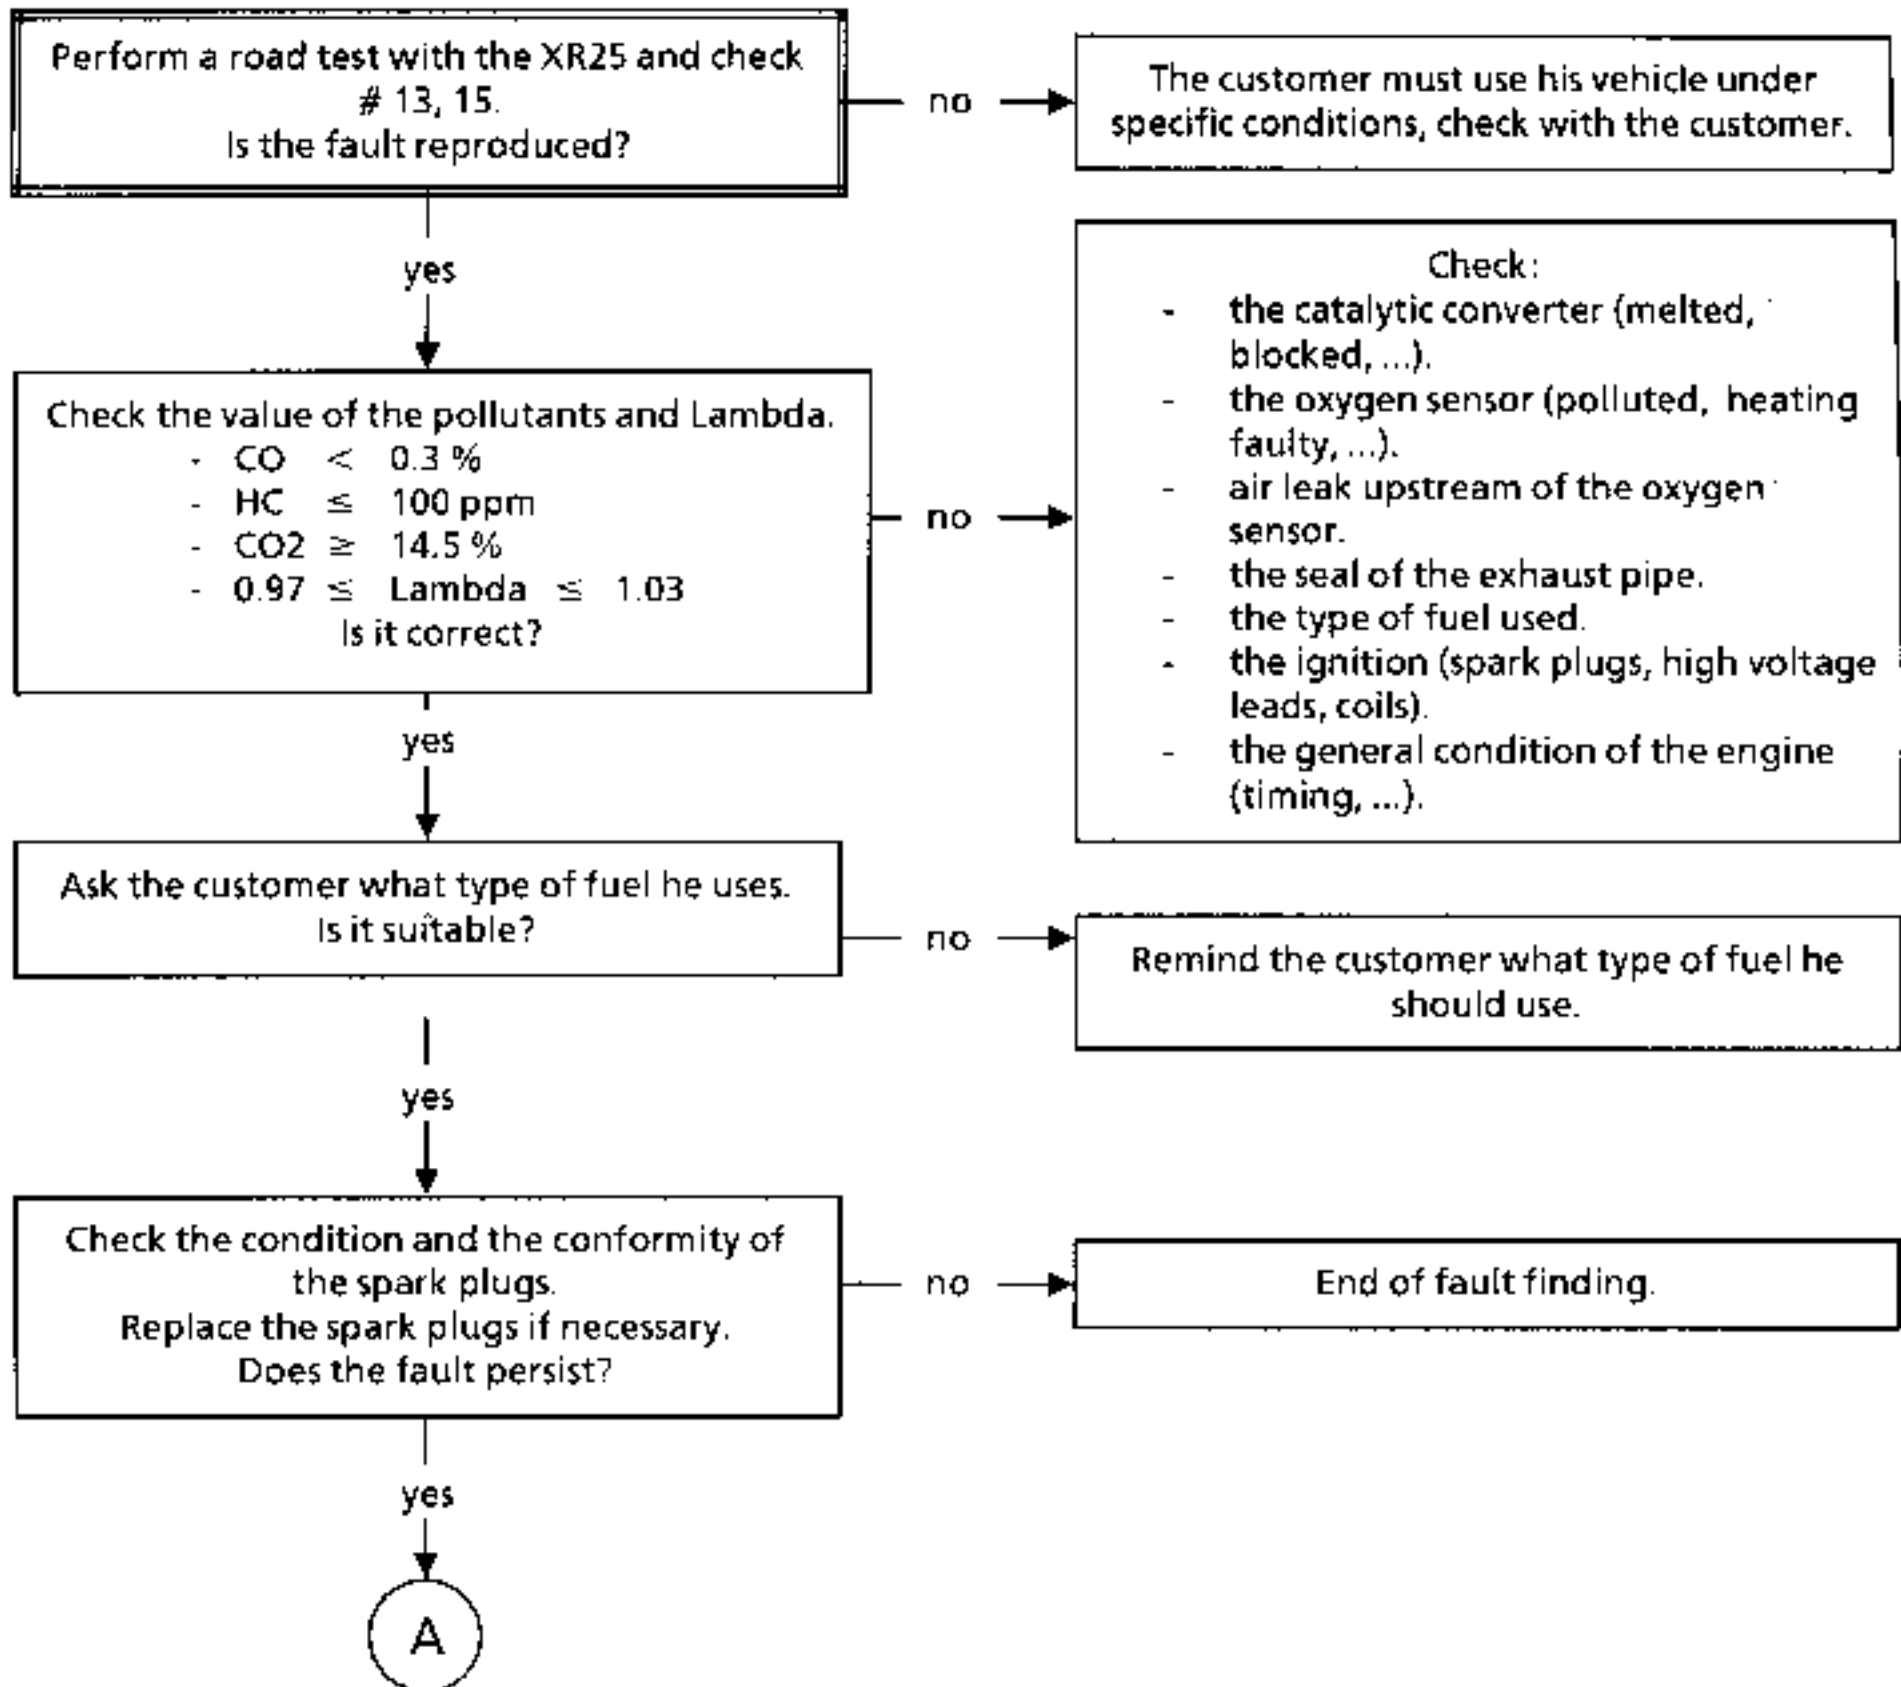 Perform a road test with the XR25 and check
# 13, 15.
Is the fault reproduced?
no
The customer must use his vehicle under
specific conditions, check with the customer.
yes
Check the value of the pollutants and Lambda.
- CO < 0.3 %
- HC ≤ 100 ppm
- CO2 ≥ 14.5 %
- 0.97 ≤ Lambda ≤ 1.03
Is it correct?
no
Check:
- the catalytic converter (melted,
blocked, ...).
- the oxygen sensor (polluted, heating
faulty, ...).
- air leak upstream of the oxygen
sensor.
- the seal of the exhaust pipe.
- the type of fuel used.
- the ignition (spark plugs, high voltage
leads, coils).
- the general condition of the engine
(timing, ...).
yes
Ask the customer what type of fuel he uses.
Is it suitable?
no
Remind the customer what type of fuel he
should use.
yes
Check the condition and the conformity of
the spark plugs.
Replace the spark plugs if necessary.
Does the fault persist?
no
End of fault finding.
yes
A